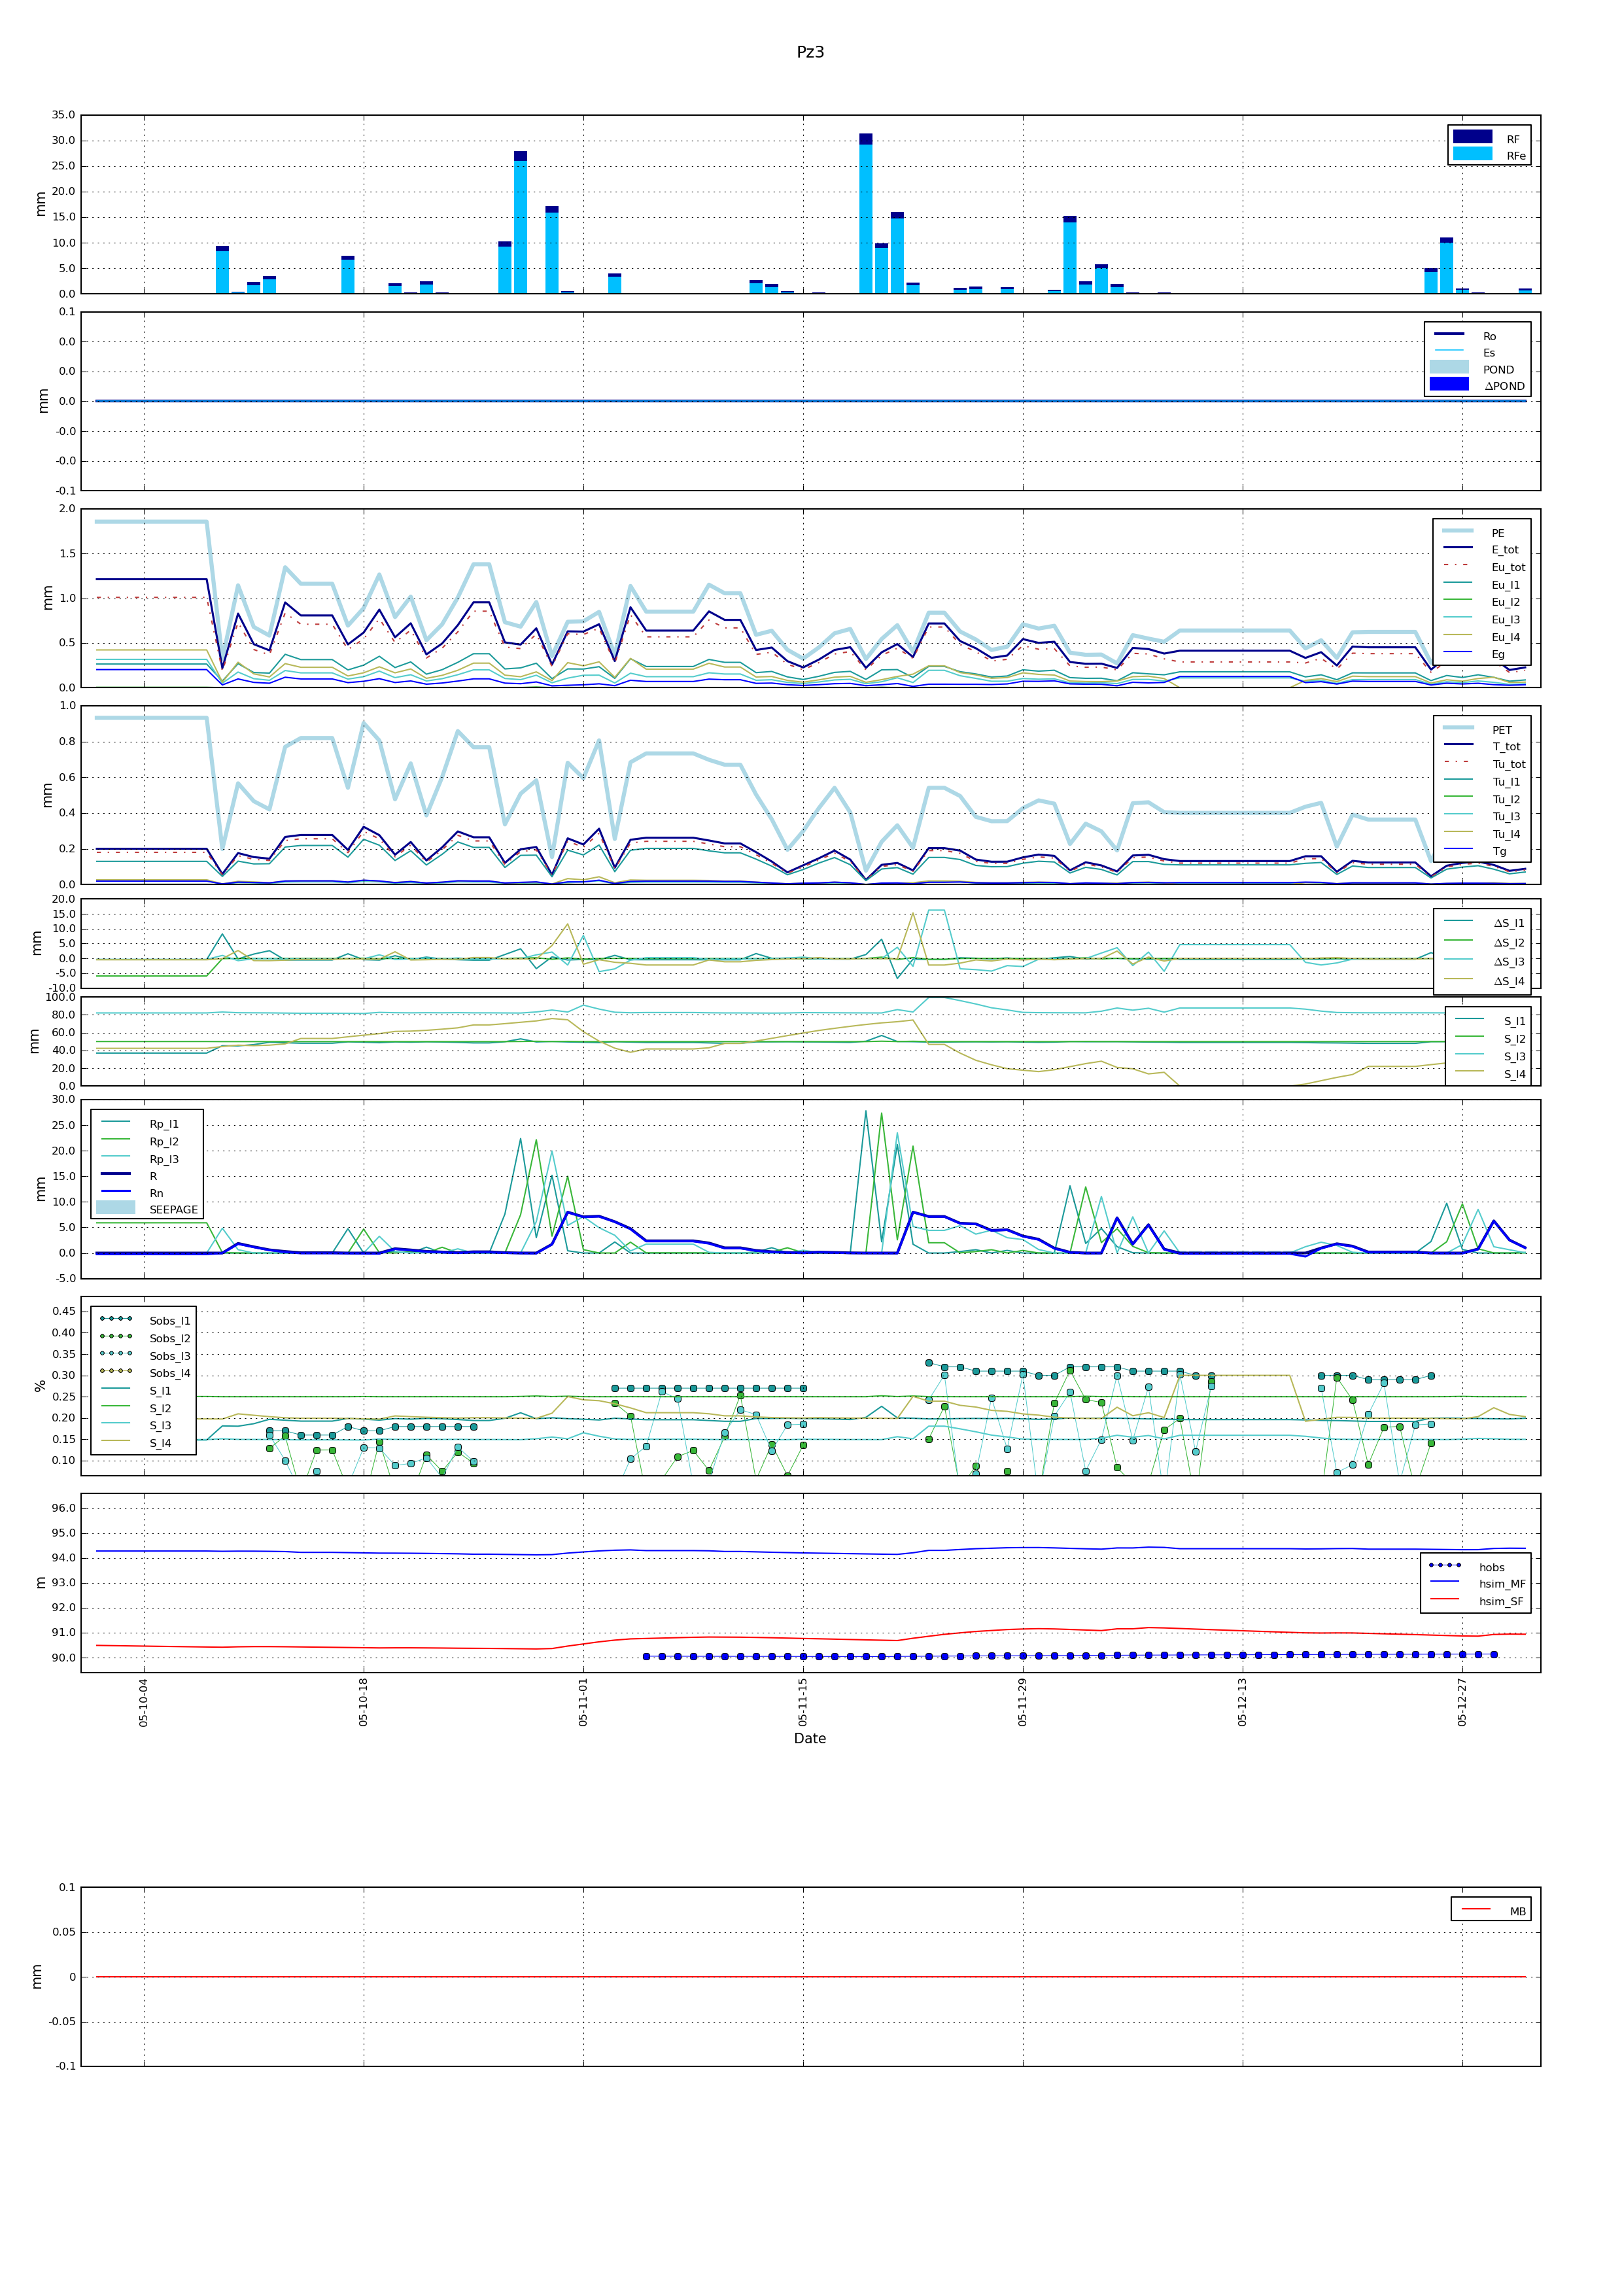 Pz3
35.0
30.0
25.0
20.0
15.0
10.0
5.0
0.0
mm
RF
RFe
0.1
0.0
0.0
0.0
-0.0
-0.0
-0.1
mm
Ro
Es
POND
ΔPOND
2.0
1.5
1.0
0.5
0.0
mm
PE
E_tot
Eu_tot
Eu_l1
Eu_l2
Eu_l3
Eu_l4
Eg
1.0
0.8
0.6
0.4
0.2
0.0
mm
PET
T_tot
Tu_tot
Tu_l1
Tu_l2
Tu_l3
Tu_l4
Tg
20.0
15.0
10.0
5.0
0.0
-5.0
-10.0
mm
ΔS_l1
ΔS_l2
ΔS_l3
ΔS_l4
100.0
80.0
60.0
40.0
20.0
0.0
mm
S_l1
S_l2
S_l3
S_l4
30.0
25.0
20.0
15.0
10.0
5.0
0.0
-5.0
mm
Rp_l1
Rp_l2
Rp_l3
R
Rn
SEEPAGE
0.45
0.40
0.35
0.30
0.25
0.20
0.15
0.10
%
Sobs_l1
Sobs_l2
Sobs_l3
Sobs_l4
S_l1
S_l2
S_l3
S_l4
96.0
95.0
94.0
93.0
92.0
91.0
90.0
m
hobs
hsim_MF
hsim_SF
05-10-04
05-10-18
05-11-01
05-11-15
05-11-29
05-12-13
05-12-27
Date
0.1
0.05
0
-0.05
-0.1
mm
MB